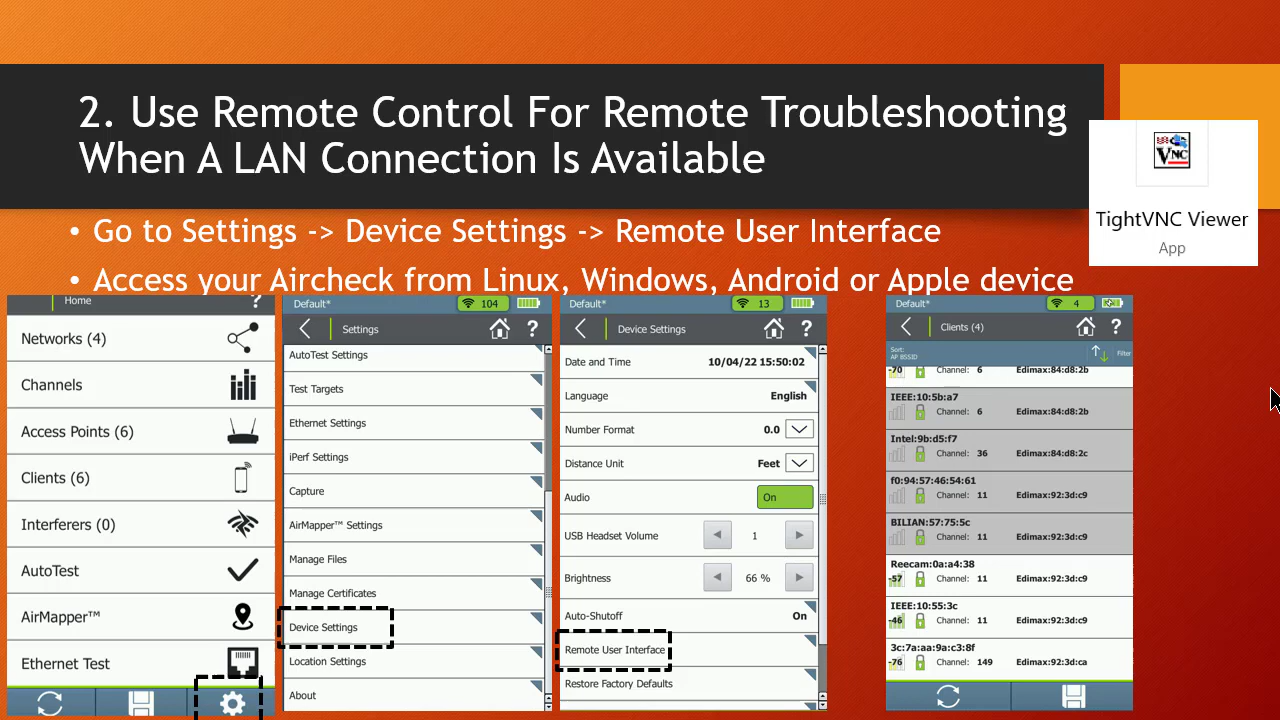 2. Use Remote Control For Remote Troubleshooting
When A LAN Connection Is Available
• Go to Settings -> Device Settings -> Remote User Interface
• Access your Aircheck from Linux, Windows, Android or Apple device
VNC
TightVNC Viewer
App
Home ?
Networks (4)
Channels
Access Points (6)
Clients (6)
Interferers (0)
AutoTest
AirMapper™
Ethernet Test
Default* 104
Settings ?
AutoTest Settings
Test Targets
Ethernet Settings
iPerf Settings
Capture
AirMapper™ Settings
Manage Files
Manage Certificates
Device Settings
Location Settings
About
Default* 13
Device Settings ?
Date and Time 10/04/22 15:50:02
Language English
Number Format 0.0
Distance Unit Feet
Audio On
USB Headset Volume 1
Brightness 66 %
Auto-Shutoff On
Remote User Interface
Restore Factory Defaults
Default* 4
Clients (4) ?
Sort:
AP BSSID Filter
-70 Channel: 6 Edimax:84:d8:2b
IEEE:10:5b:a7
Channel: 6 Edimax:84:d8:2b
Intel:9b:d5:f7
Channel: 36 Edimax:84:d8:2c
f0:94:57:46:54:61
Channel: 11 Edimax:92:3d:c9
BILIAN:57:75:5c
Channel: 11 Edimax:92:3d:c9
Reecam:0a:a4:38
-57 Channel: 11 Edimax:92:3d:c9
IEEE:10:55:3c
-46 Channel: 11 Edimax:92:3d:c9
3c:7a:aa:9a:c3:8f
-76 Channel: 149 Edimax:92:3d:ca